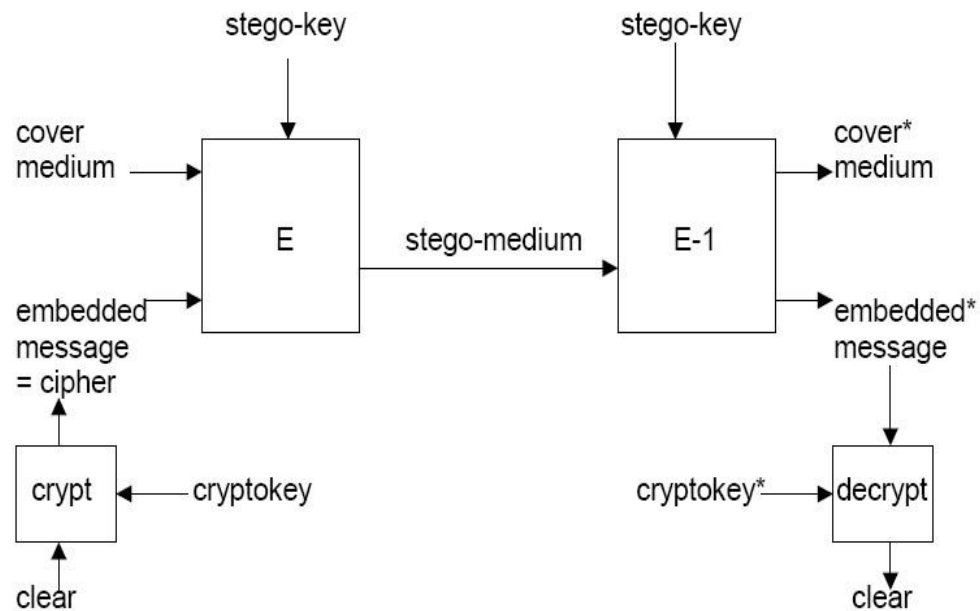 stego-key
stego-key
cover
medium
cover*
medium
E
stego-medium
E-1
embedded
message
= cipher
embedded*
message
crypt
cryptokey
cryptokey*
decrypt
clear
clear